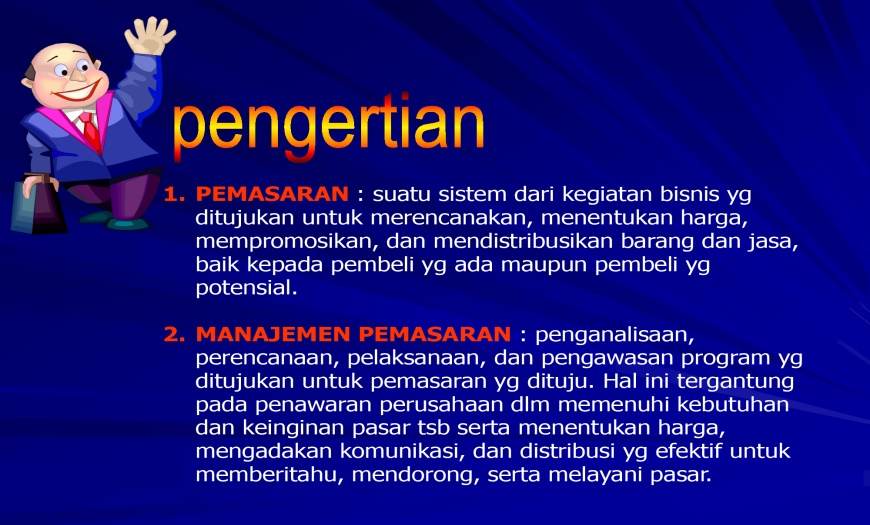 pengertian
1. PEMASARAN : suatu sistem dari kegiatan bisnis yg
ditujukan untuk merencanakan, menentukan harga,
mempromosikan, dan mendistribusikan barang dan jasa,
baik kepada pembeli yg ada maupun pembeli yg
potensial.
2. MANAJEMEN PEMASARAN : penganalisaan,
perencanaan, pelaksanaan, dan pengawasan program yg
ditujukan untuk pemasaran yg dituju. Hal ini tergantung
pada penawaran perusahaan dlm memenuhi kebutuhan
dan keinginan pasar tsb serta menentukan harga,
mengadakan komunikasi, dan distribusi yg efektif untuk
memberitahu, mendorong, serta melayani pasar.